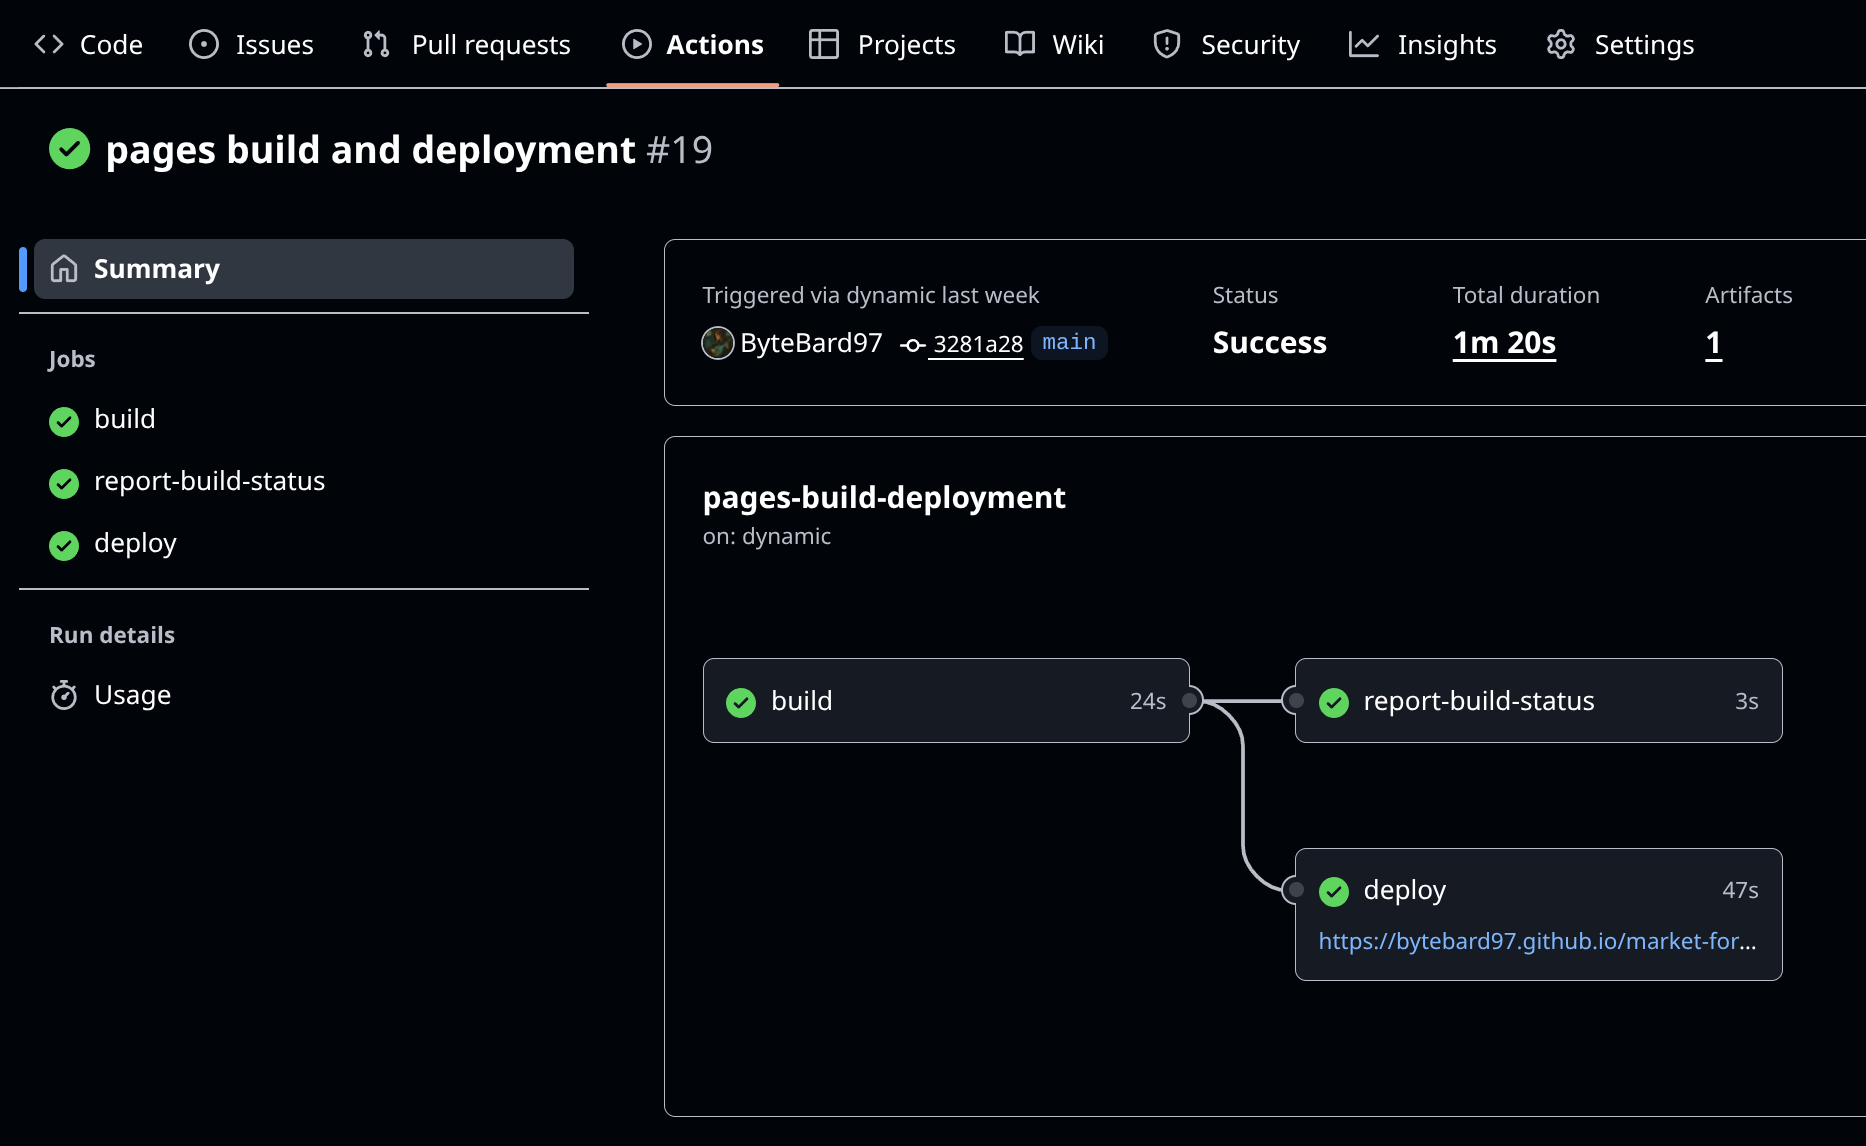 Code Issues Pull requests Actions Projects Wiki Security Insights Settings
pages build and deployment #19
Summary
Jobs
build
report-build-status
deploy
Run details
Usage
Triggered via dynamic last week
ByteBard97 3281a28 main
Status
Success
Total duration
1m 20s
Artifacts
1
pages-build-deployment
on: dynamic
build 24s
report-build-status 3s
deploy 47s
https://bytebard97.github.io/market-for...